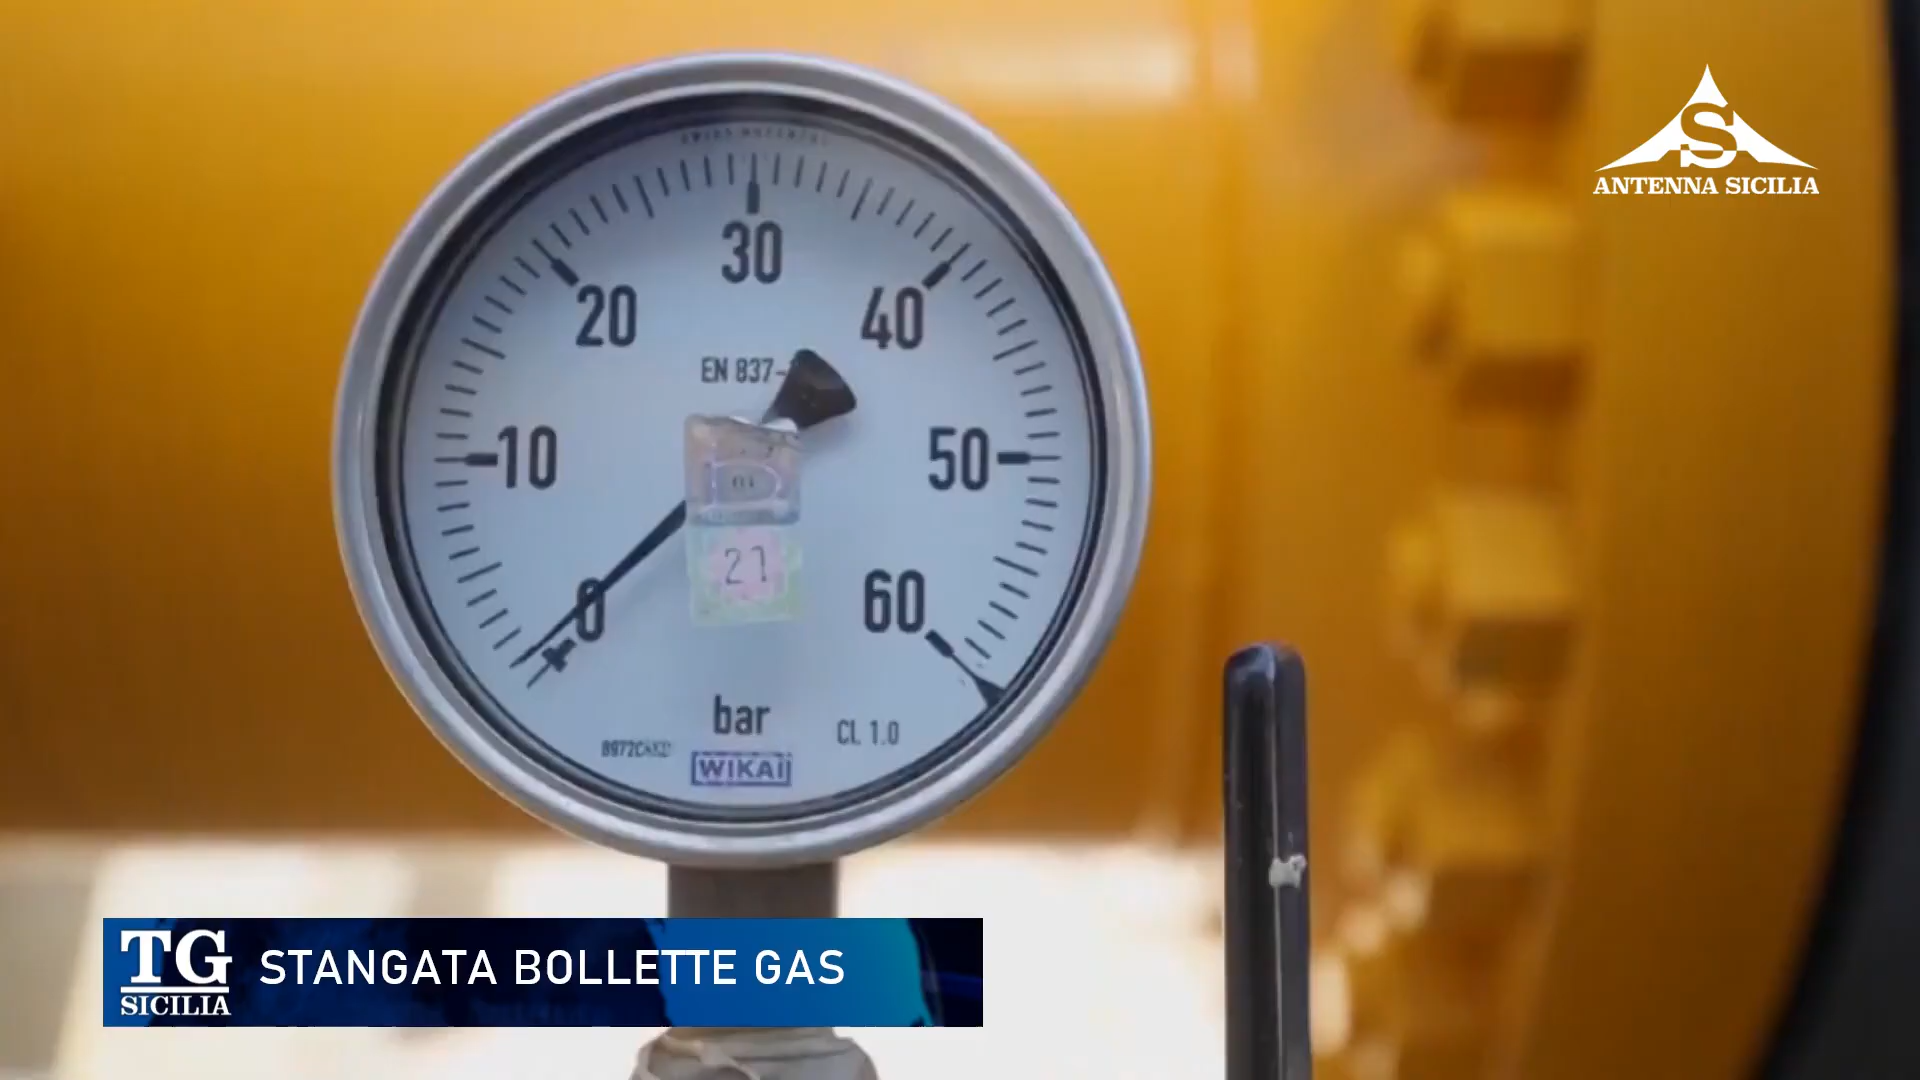 S
ANTENNA SICILIA
30
20
40
EN 837-
10
50
27
0
60
bar
CL 1.0
WIKAI
TG
SICILIA
STANGATA BOLLETTE GAS